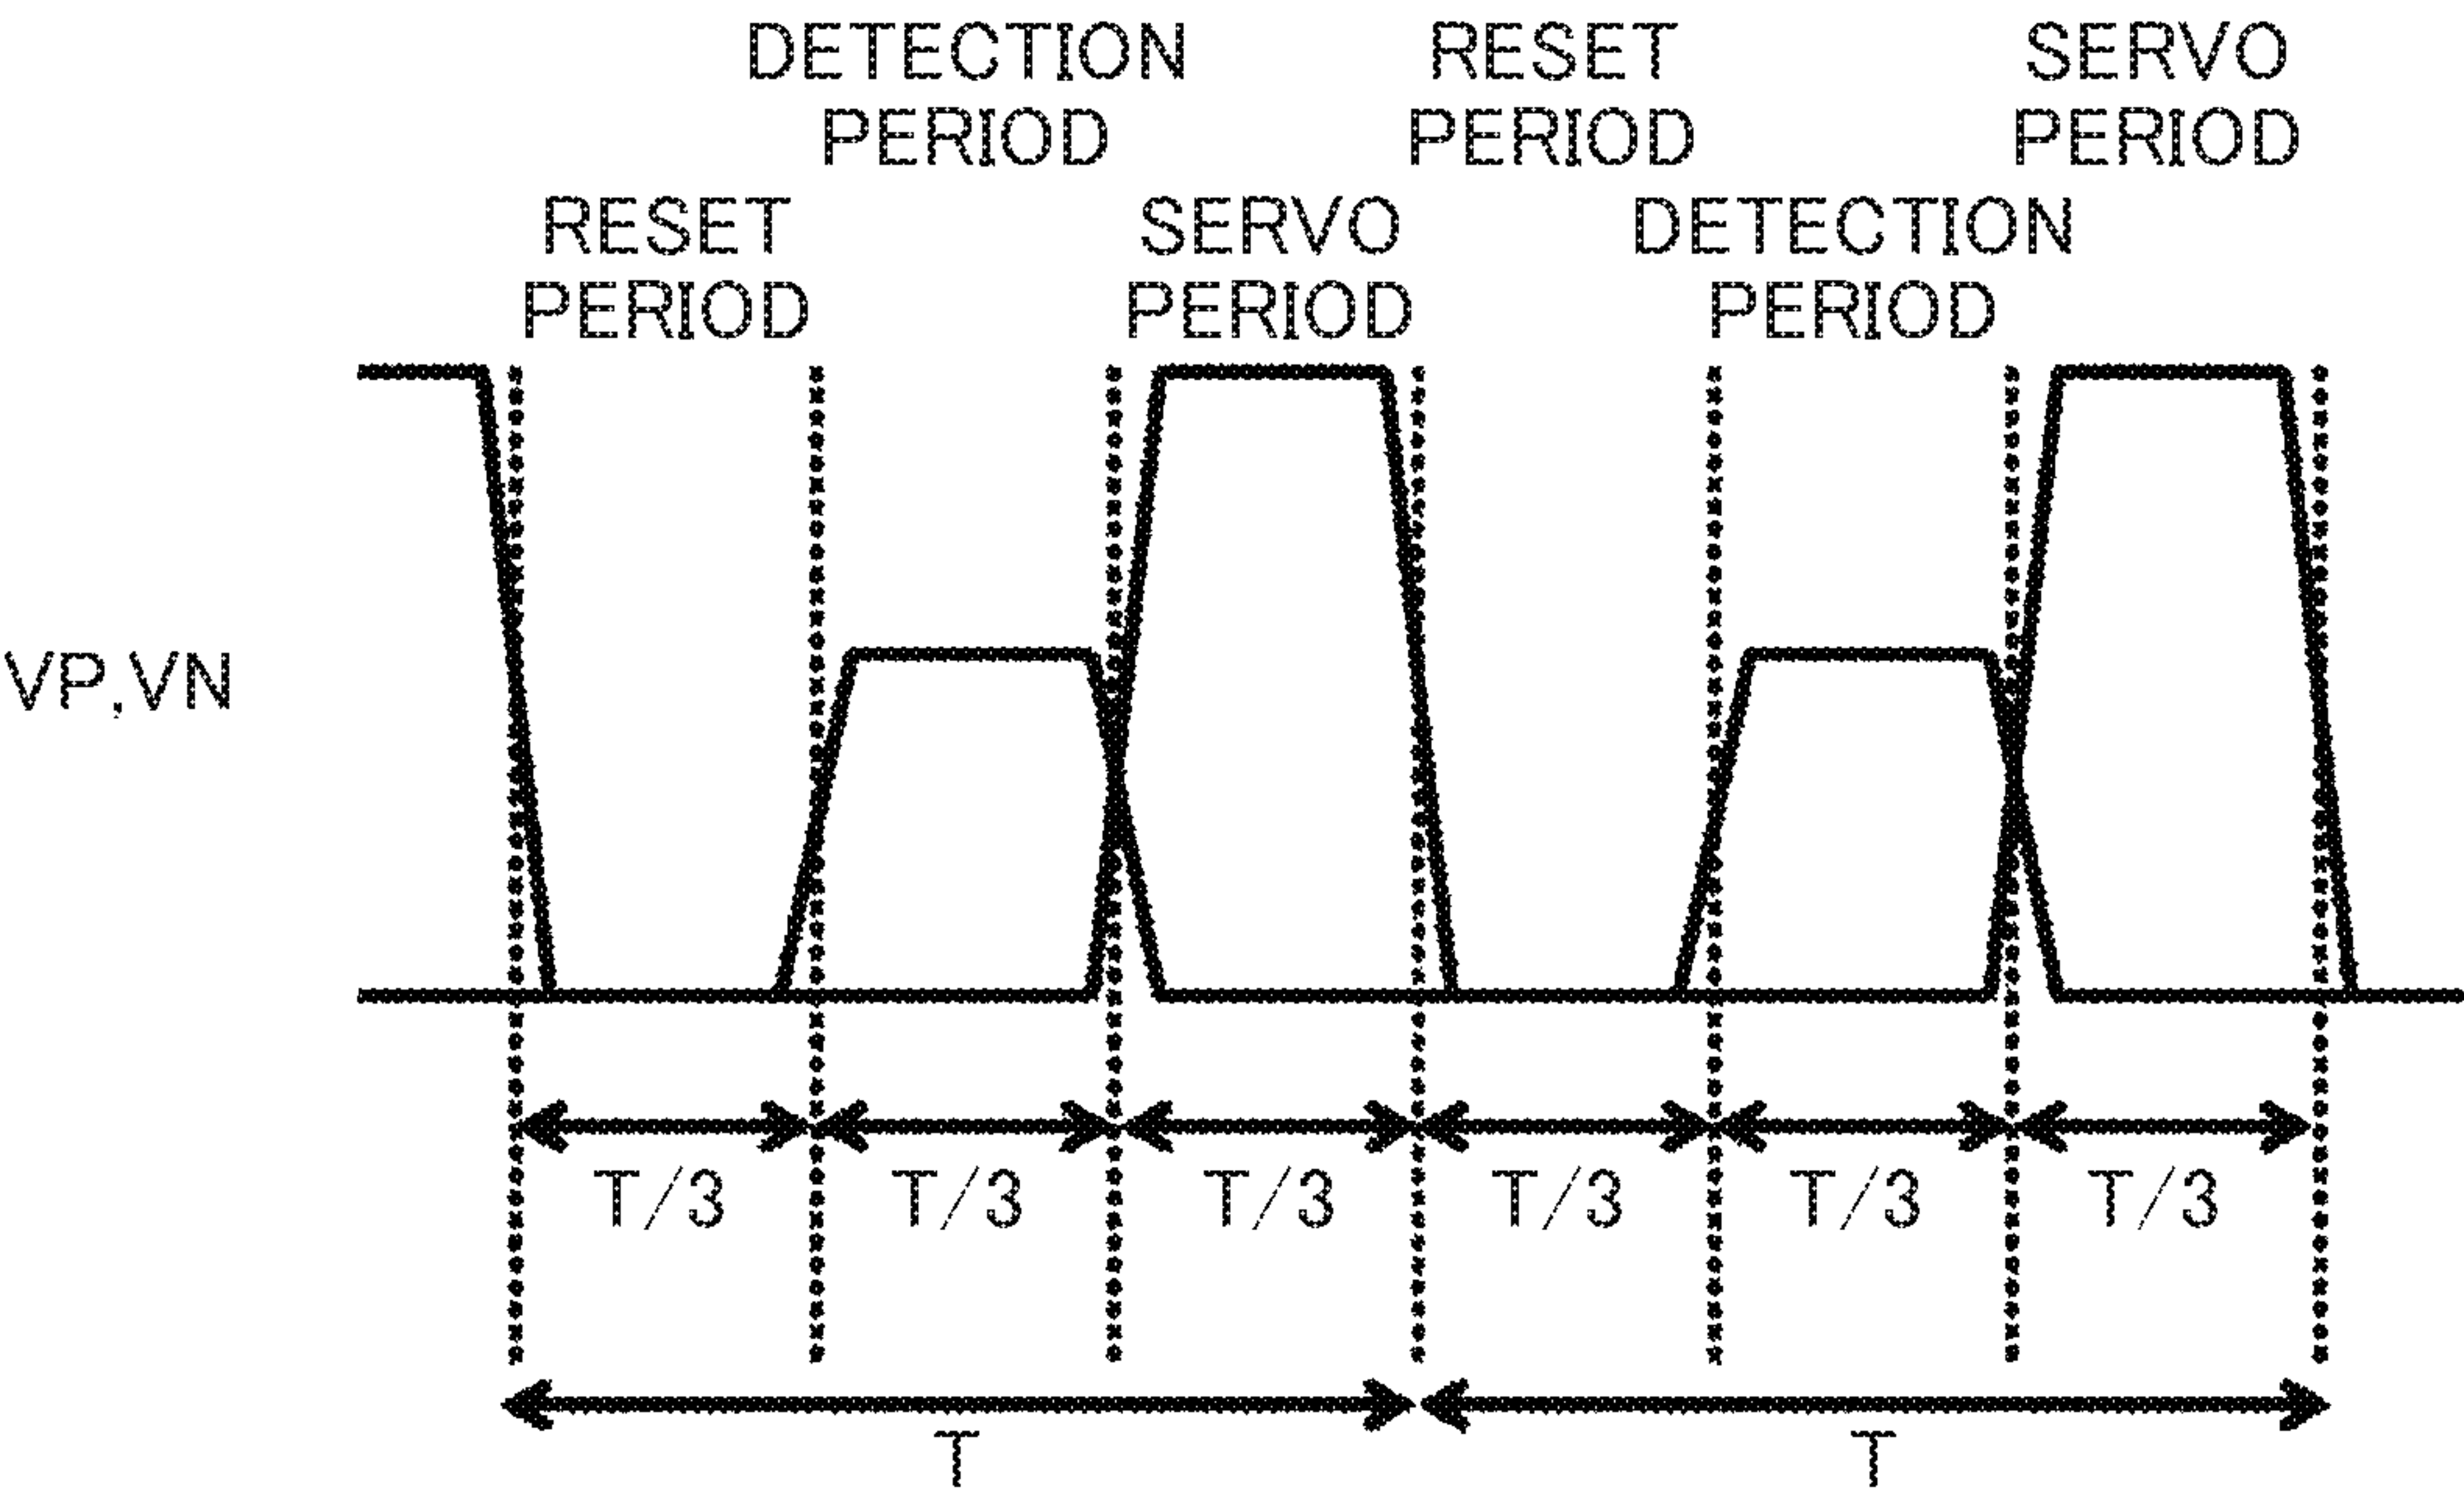 DETECTION
PERIOD
RESET
PERIOD
SERVO
PERIOD
RESET
PERIOD
SERVO
PERIOD
DETECTION
PERIOD
VP,VN
T/3 T/3 T/3 T/3 T/3 T/3
T T